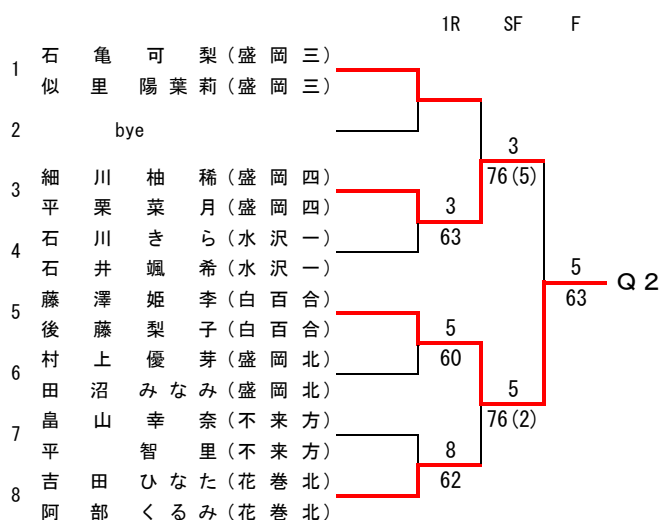 1R SF F
1 石亀可梨(盛岡三)
似里陽葉莉(盛岡三)
2 bye
3
76(5)
3 細川柚稀(盛岡四)
平栗菜月(盛岡四)
3
63
4 石川きら(水沢一)
石井颯希(水沢一)
5
63
Q2
5 藤澤姫李(白百合)
後藤梨子(白百合)
5
60
6 村上優芽(盛岡北)
田沼みなみ(盛岡北)
5
76(2)
7 畠山幸奈(不来方)
平智里(不来方)
8
62
8 吉田ひなた(花巻北)
阿部くるみ(花巻北)